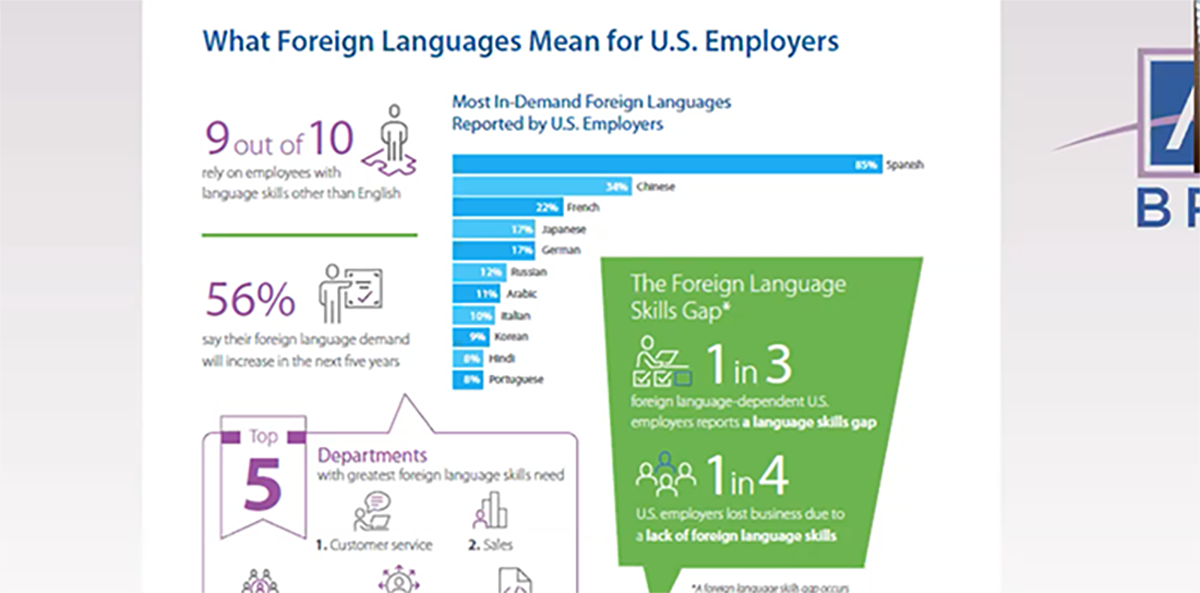 What Foreign Languages Mean for U.S. Employers
9 out of 10
rely on employees with
language skills other than English
56%
say their foreign language demand
will increase in the next five years
Most In-Demand Foreign Languages
Reported by U.S. Employers
85% Spanish
34% Chinese
22% French
17% Japanese
17% German
12% Russian
11% Arabic
10% Italian
9% Korean
8% Hindi
8% Portuguese
The Foreign Language
Skills Gap*
1 in 3
foreign language-dependent U.S.
employers reports a language skills gap
1 in 4
U.S. employers lost business due to
a lack of foreign language skills
*A foreign language skills gap occurs
Top
5
Departments
with greatest foreign language skills need
1. Customer service
2. Sales